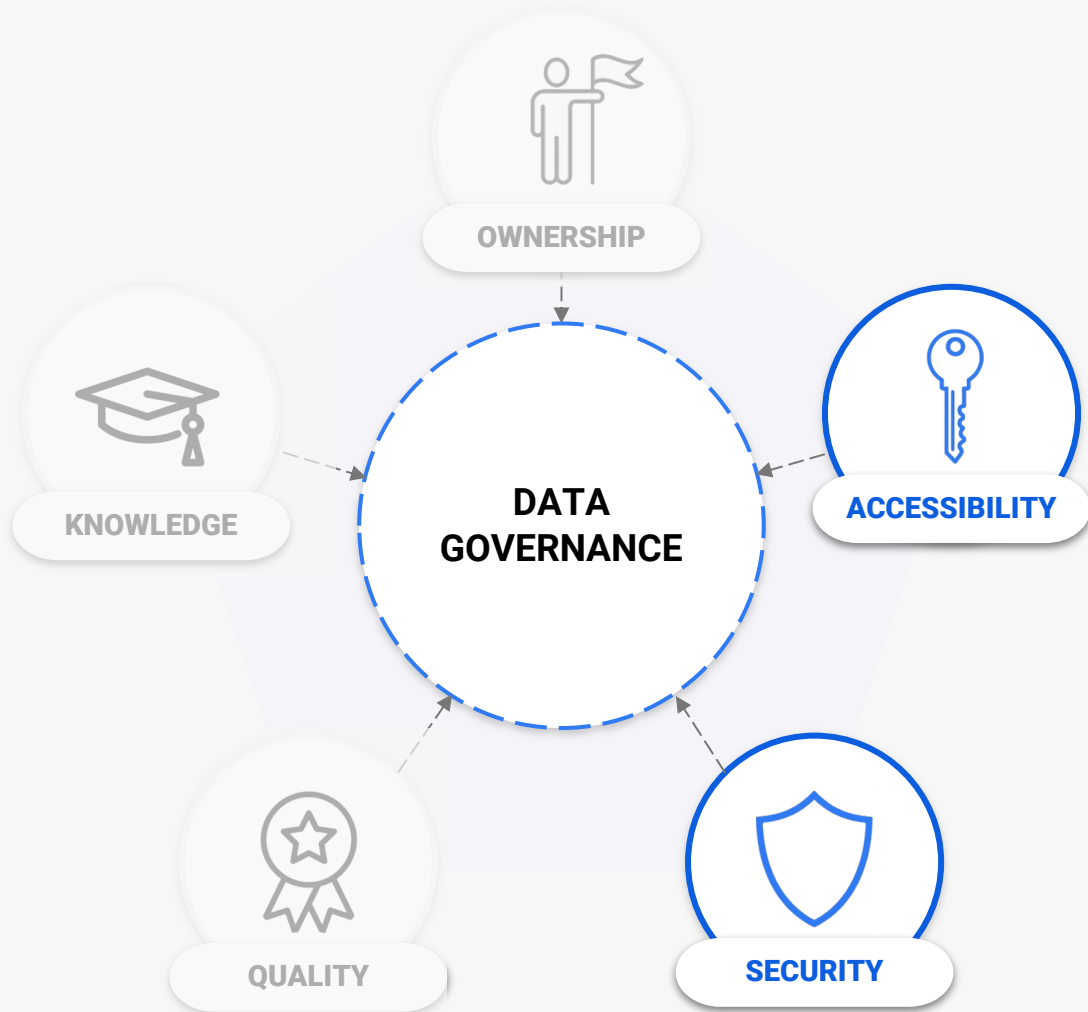 OWNERSHIP
KNOWLEDGE
ACCESSIBILITY
DATA
GOVERNANCE
QUALITY
SECURITY